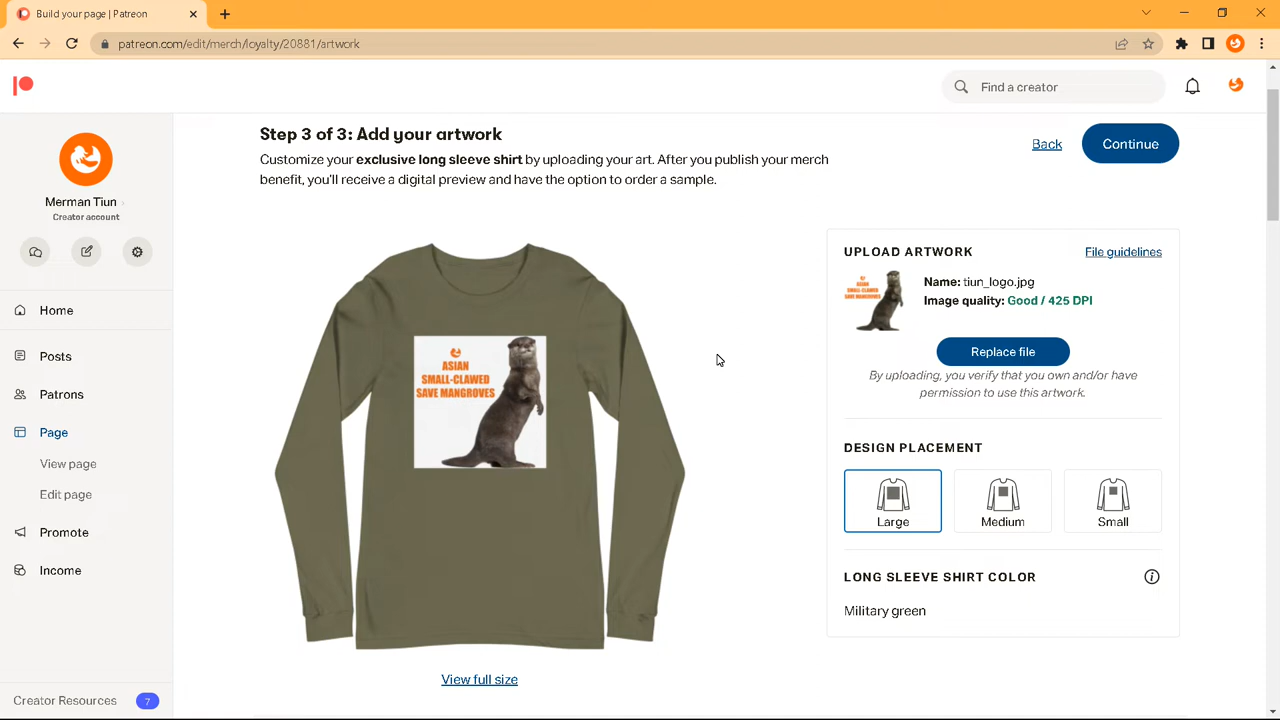 Build your page | Patreon
patreon.com/edit/merch/loyalty/20881/artwork
Find a creator
Merman Tiun
Creator account
Home
Posts
Patrons
Page
View page
Edit page
Promote
Income
Creator Resources
7
Step 3 of 3: Add your artwork
Customize your exclusive long sleeve shirt by uploading your art. After you publish your merch
benefit, you'll receive a digital preview and have the option to order a sample.
Back
Continue
ASIAN
SMALL-CLAWED
SAVE MANGROVES
View full size
UPLOAD ARTWORK
File guidelines
ASIAN
SMALL-CLAWED
SAVE MANGROVES
Name: tiun_logo.jpg
Image quality: Good / 425 DPI
Replace file
By uploading, you verify that you own and/or have
permission to use this artwork.
DESIGN PLACEMENT
Large
Medium
Small
LONG SLEEVE SHIRT COLOR
Military green